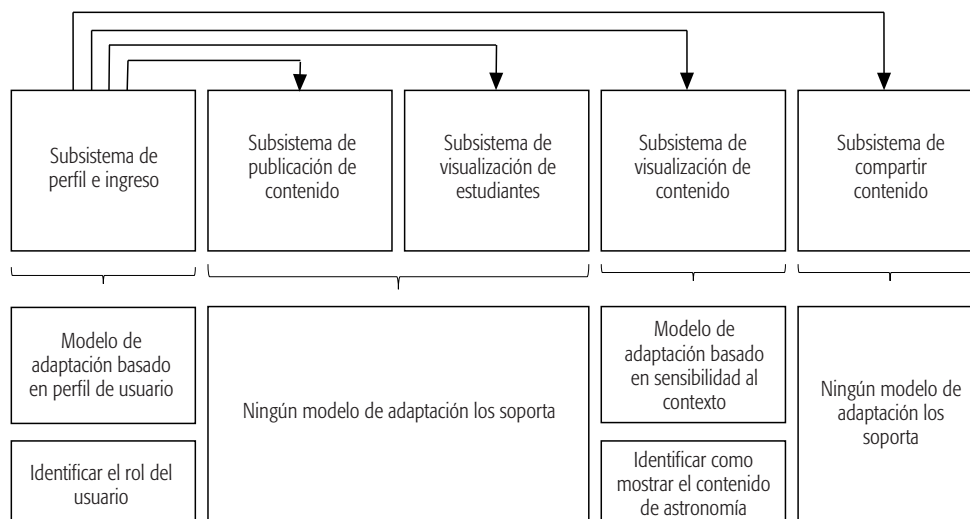 Subsistema de
perfil e ingreso
Subsistema de
publicación de
contenido
Subsistema de
visualización de
estudiantes
Subsistema de
visualización de
contenido
Subsistema de
compartir
contenido
Modelo de
adaptación basado
en perfil de usuario
Identificar el rol del
usuario
Ningún modelo de adaptación los soporta
Modelo de
adaptación basado
en sensibilidad al
contexto
Identificar como
mostrar el contenido
de astronomía
Ningún modelo de
adaptación los
soporta